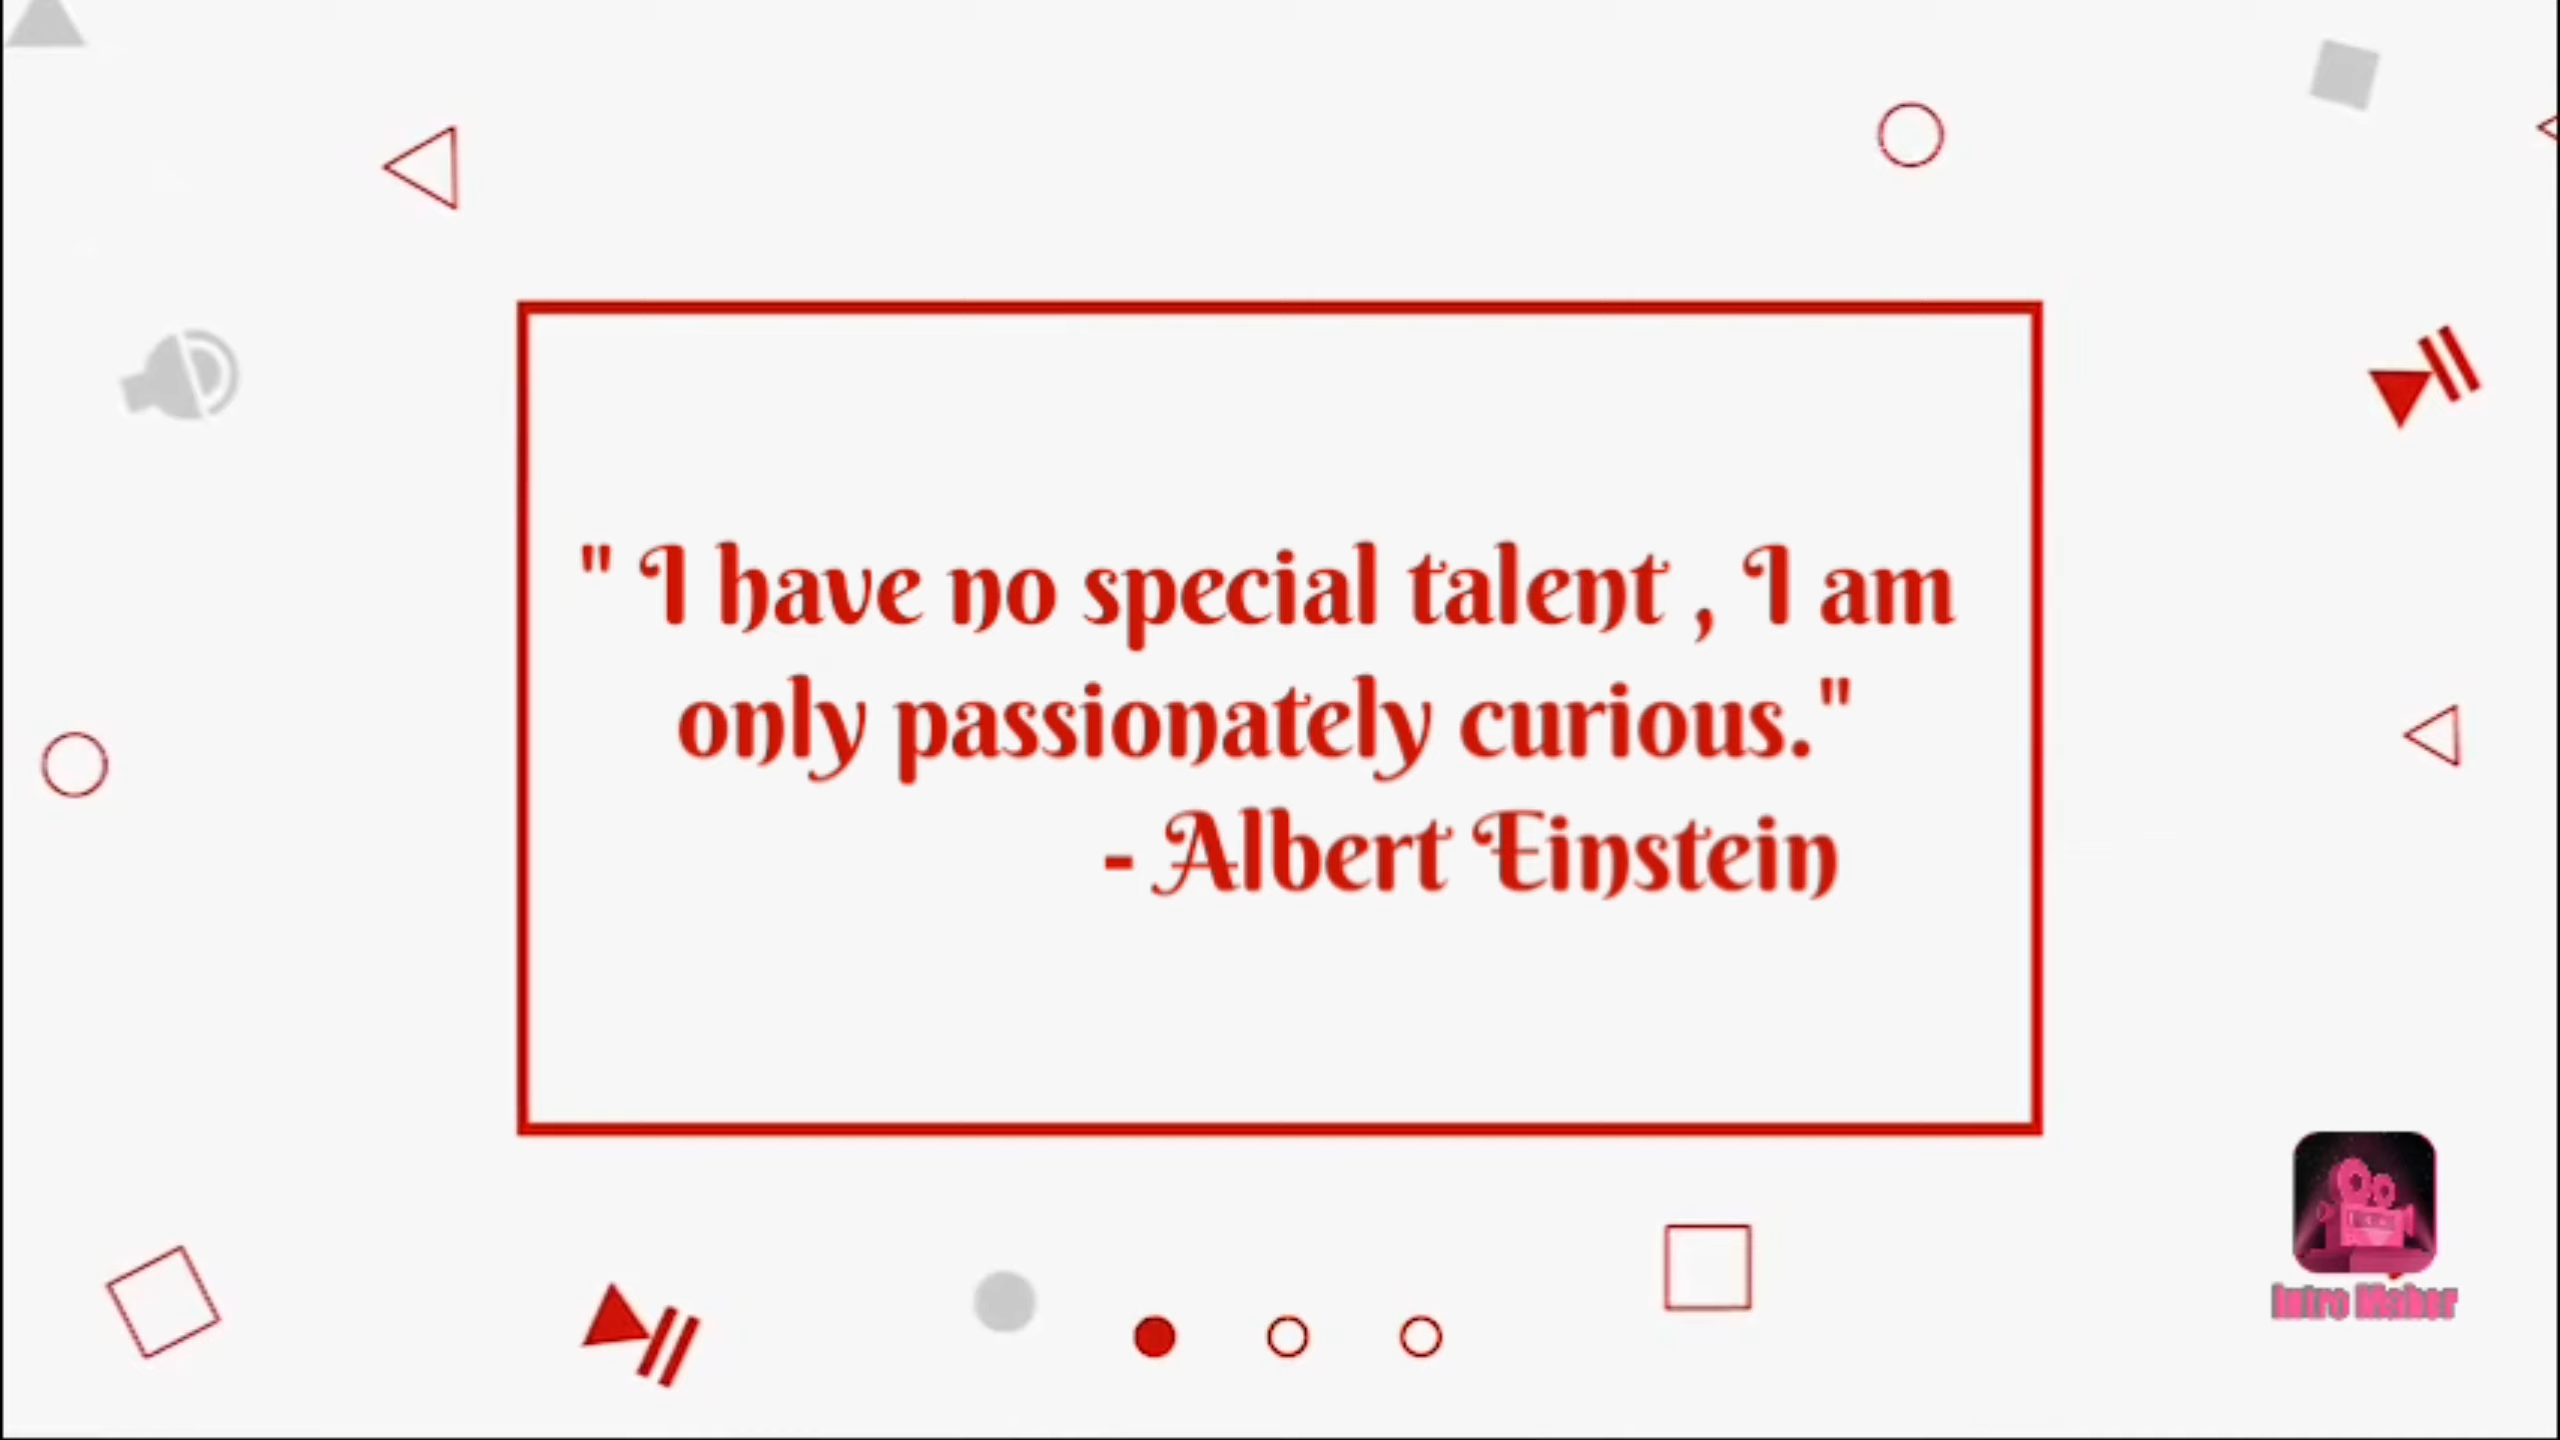 " I have no special talent , I am
only passionately curious."
- Albert Einstein
Intro Maker